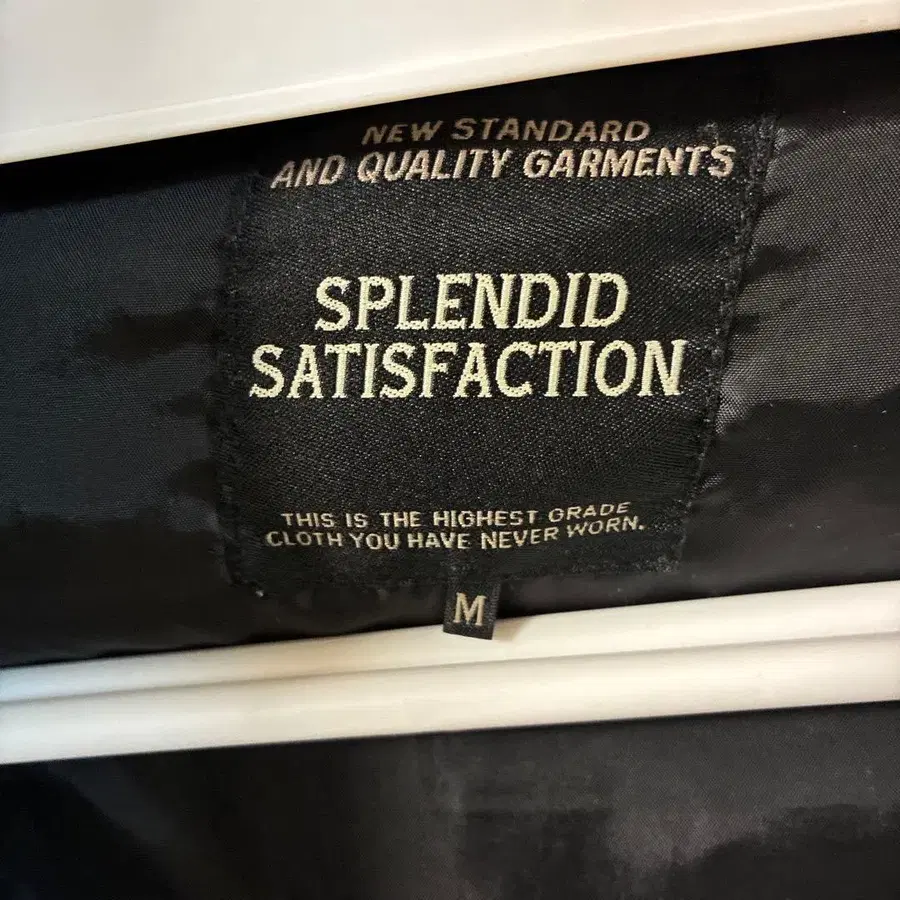 NEW STANDARD
AND QUALITY GARMENTS
SPLENDID
SATISFACTION
THIS IS THE HIGHEST GRADE
CLOTH YOU HAVE NEVER WORN.
M